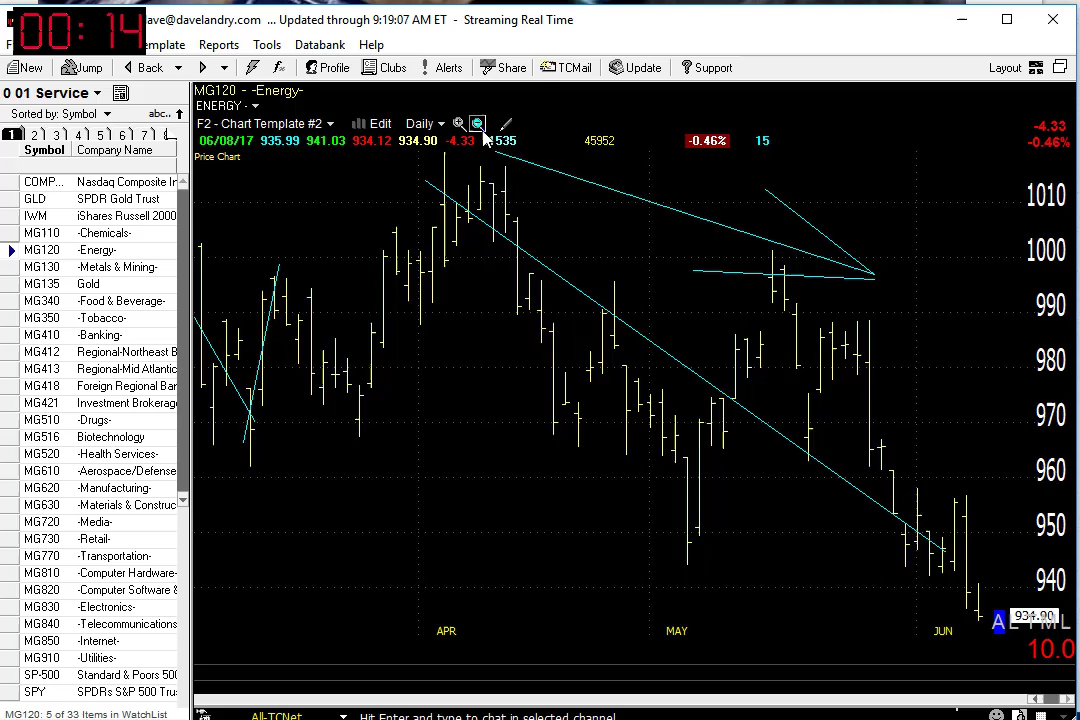 00:14
ave@davelandry.com ... Updated through 9:19:07 AM ET - Streaming Real Time
F emplate Reports Tools Databank Help
New Jump Back Profile Clubs Alerts Share TCMail Update Support Layout
0 01 Service
Sorted by: Symbol abc..
1 2 3 4 5 6 7
Symbol Company Name
COMP... Nasdaq Composite In
GLD SPDR Gold Trust
IWM iShares Russell 2000
MG110 -Chemicals-
MG120 -Energy-
MG130 -Metals & Mining-
MG135 Gold
MG340 -Food & Beverage-
MG350 -Tobacco-
MG410 -Banking-
MG412 Regional-Northeast B
MG413 Regional-Mid Atlantic
MG418 Foreign Regional Ban
MG421 Investment Brokerage
MG510 -Drugs-
MG516 Biotechnology
MG520 -Health Services-
MG610 -Aerospace/Defense
MG620 -Manufacturing-
MG630 -Materials & Construc
MG720 -Media-
MG730 -Retail-
MG770 -Transportation-
MG810 -Computer Hardware-
MG820 -Computer Software &
MG830 -Electronics-
MG840 -Telecommunications
MG850 -Internet-
MG910 -Utilities-
SP-500 Standard & Poors 500
SPY SPDRs S&P 500 Trus
MG120: 5 of 33 Items in WatchList
MG120 - -Energy-
ENERGY -
F2 - Chart Template #2 Edit Daily
06/08/17 935.99 941.03 934.12 934.90 -4.33 535 45952 -0.46% 15
-4.33
-0.46%
Price Chart
1010
1000
990
980
970
960
950
940
934.90
10.0
APR MAY JUN
All-TCNet Hit Enter and type to chat in selected channel